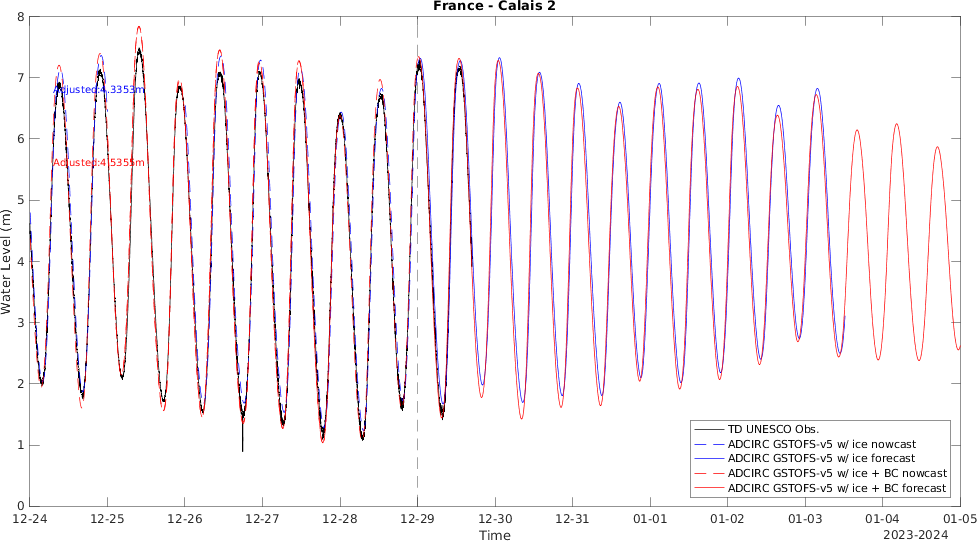 France - Calais 2
8
7
6
5
4
3
2
1
0
Water Level (m)
Adjusted:4.3353m
Adjusted:4.5355m
TD UNESCO Obs.
ADCIRC GSTOFS-v5 w/ ice nowcast
ADCIRC GSTOFS-v5 w/ ice forecast
ADCIRC GSTOFS-v5 w/ ice + BC nowcast
ADCIRC GSTOFS-v5 w/ ice + BC forecast
12-24 12-25 12-26 12-27 12-28 12-29 12-30 12-31 01-01 01-02 01-03 01-04 01-05
Time
2023-2024